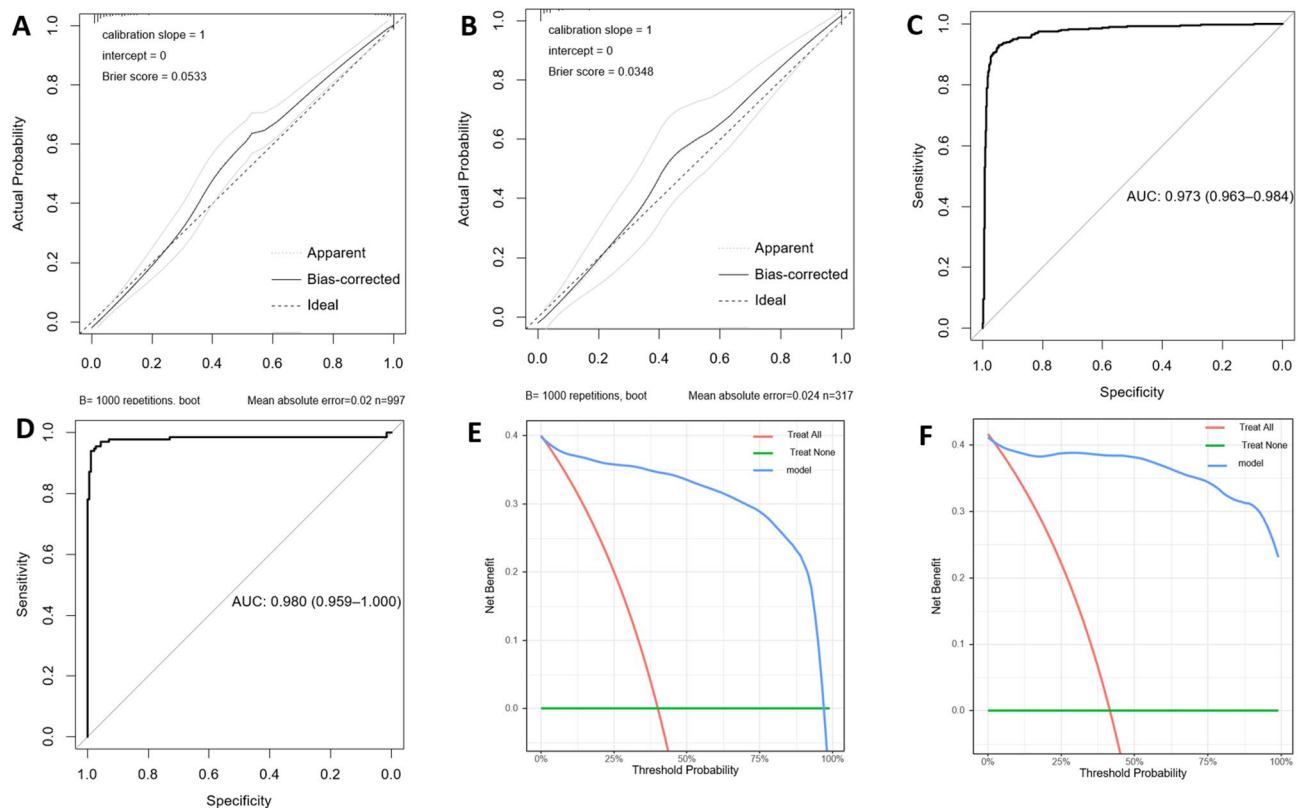 A
calibration slope = 1
intercept = 0
Brier score = 0.0533
Actual Probability
0.0
0.2
0.4
0.6
0.8
1.0
Apparent
Bias-corrected
Ideal
0.0 0.2 0.4 0.6 0.8 1.0
B= 1000 repetitions, boot Mean absolute error=0.02 n=997
B
calibration slope = 1
intercept = 0
Brier score = 0.0348
Actual Probability
0.0
0.2
0.4
0.6
0.8
1.0
Apparent
Bias-corrected
Ideal
0.0 0.2 0.4 0.6 0.8 1.0
B= 1000 repetitions, boot Mean absolute error=0.024 n=317
C
Sensitivity
0.0
0.2
0.4
0.6
0.8
1.0
AUC: 0.973 (0.963–0.984)
1.0 0.8 0.6 0.4 0.2 0.0
Specificity
D
Sensitivity
0.0
0.2
0.4
0.6
0.8
1.0
AUC: 0.980 (0.959–1.000)
1.0 0.8 0.6 0.4 0.2 0.0
Specificity
E
Treat All
Treat None
model
Net Benefit
0.4
0.3
0.2
0.1
0.0
0% 25% 50% 75% 100%
Threshold Probability
F
Treat All
Treat None
model
Net Benefit
0.4
0.3
0.2
0.1
0.0
0% 25% 50% 75% 100%
Threshold Probability